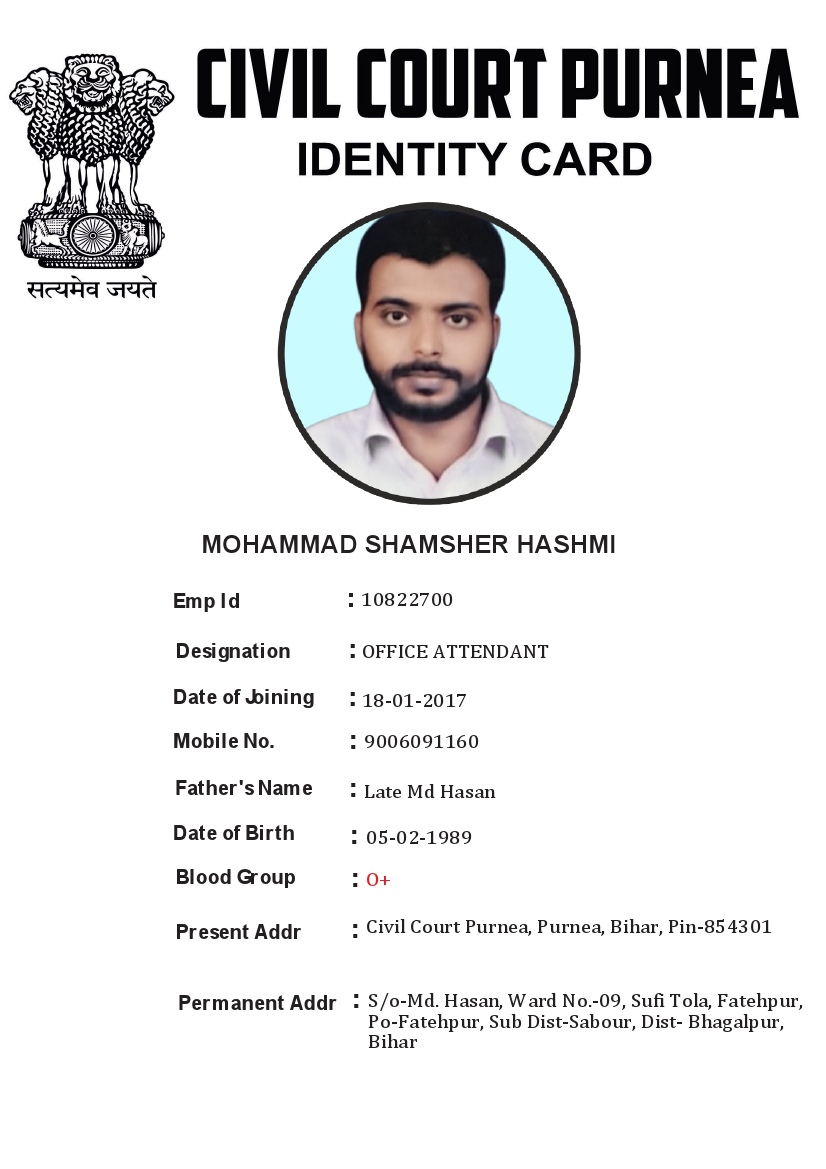 CIVIL COURT PURNEA
IDENTITY CARD
सत्यमेव जयते
MOHAMMAD SHAMSHER HASHMI
Emp Id : 10822700
Designation : OFFICE ATTENDANT
Date of Joining : 18-01-2017
Mobile No. : 9006091160
Father's Name : Late Md Hasan
Date of Birth : 05-02-1989
Blood Group : O+
Present Addr : Civil Court Purnea, Purnea, Bihar, Pin-854301
Permanent Addr : S/o-Md. Hasan, Ward No.-09, Sufi Tola, Fatehpur,
Po-Fatehpur, Sub Dist-Sabour, Dist- Bhagalpur,
Bihar